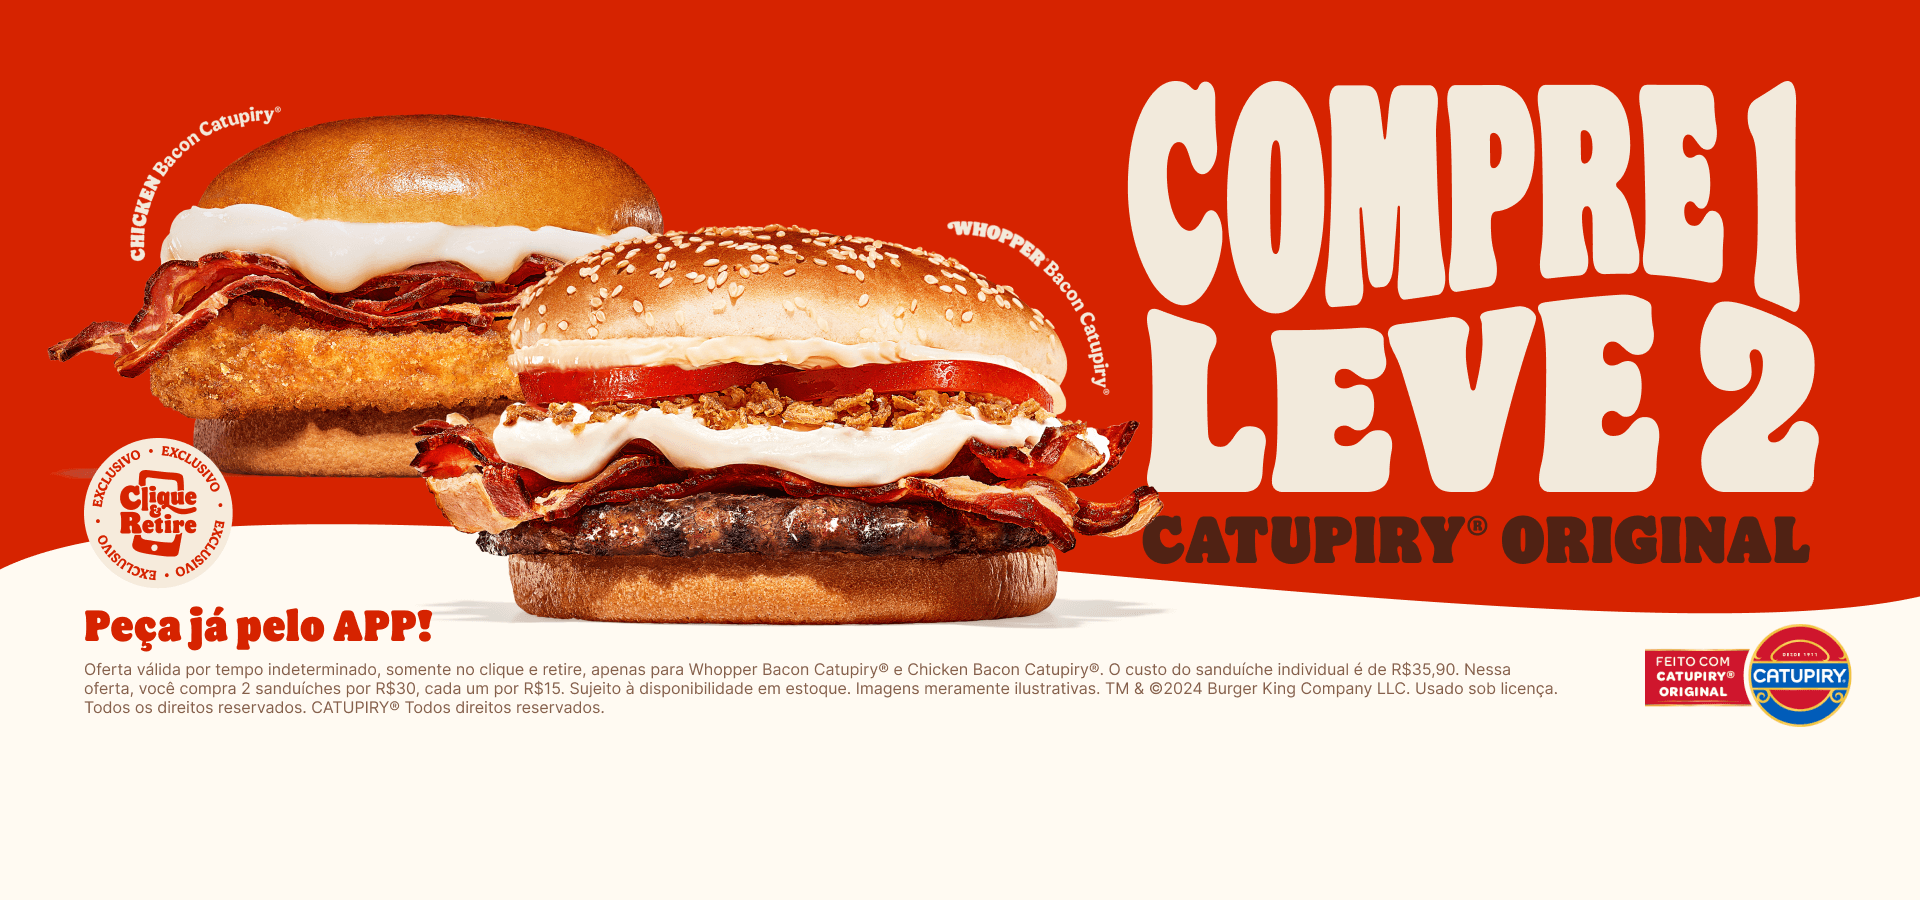 CHICKEN Bacon Catupiry®
WHOPPER® Bacon Catupiry®
COMPRE 1
LEVE 2
CATUPIRY® ORIGINAL
EXCLUSIVO • EXCLUSIVO • EXCLUSIVO • EXCLUSIVO •
Clique
&
Retire
Peça já pelo APP!
Oferta válida por tempo indeterminado, somente no clique e retire, apenas para Whopper Bacon Catupiry® e Chicken Bacon Catupiry®. O custo do sanduíche individual é de R$35,90. Nessa
oferta, você compra 2 sanduíches por R$30, cada um por R$15. Sujeito à disponibilidade em estoque. Imagens meramente ilustrativas. TM & ©2024 Burger King Company LLC. Usado sob licença.
Todos os direitos reservados. CATUPIRY® Todos direitos reservados.
FEITO COM
CATUPIRY®
ORIGINAL
DESDE 1911
CATUPIRY